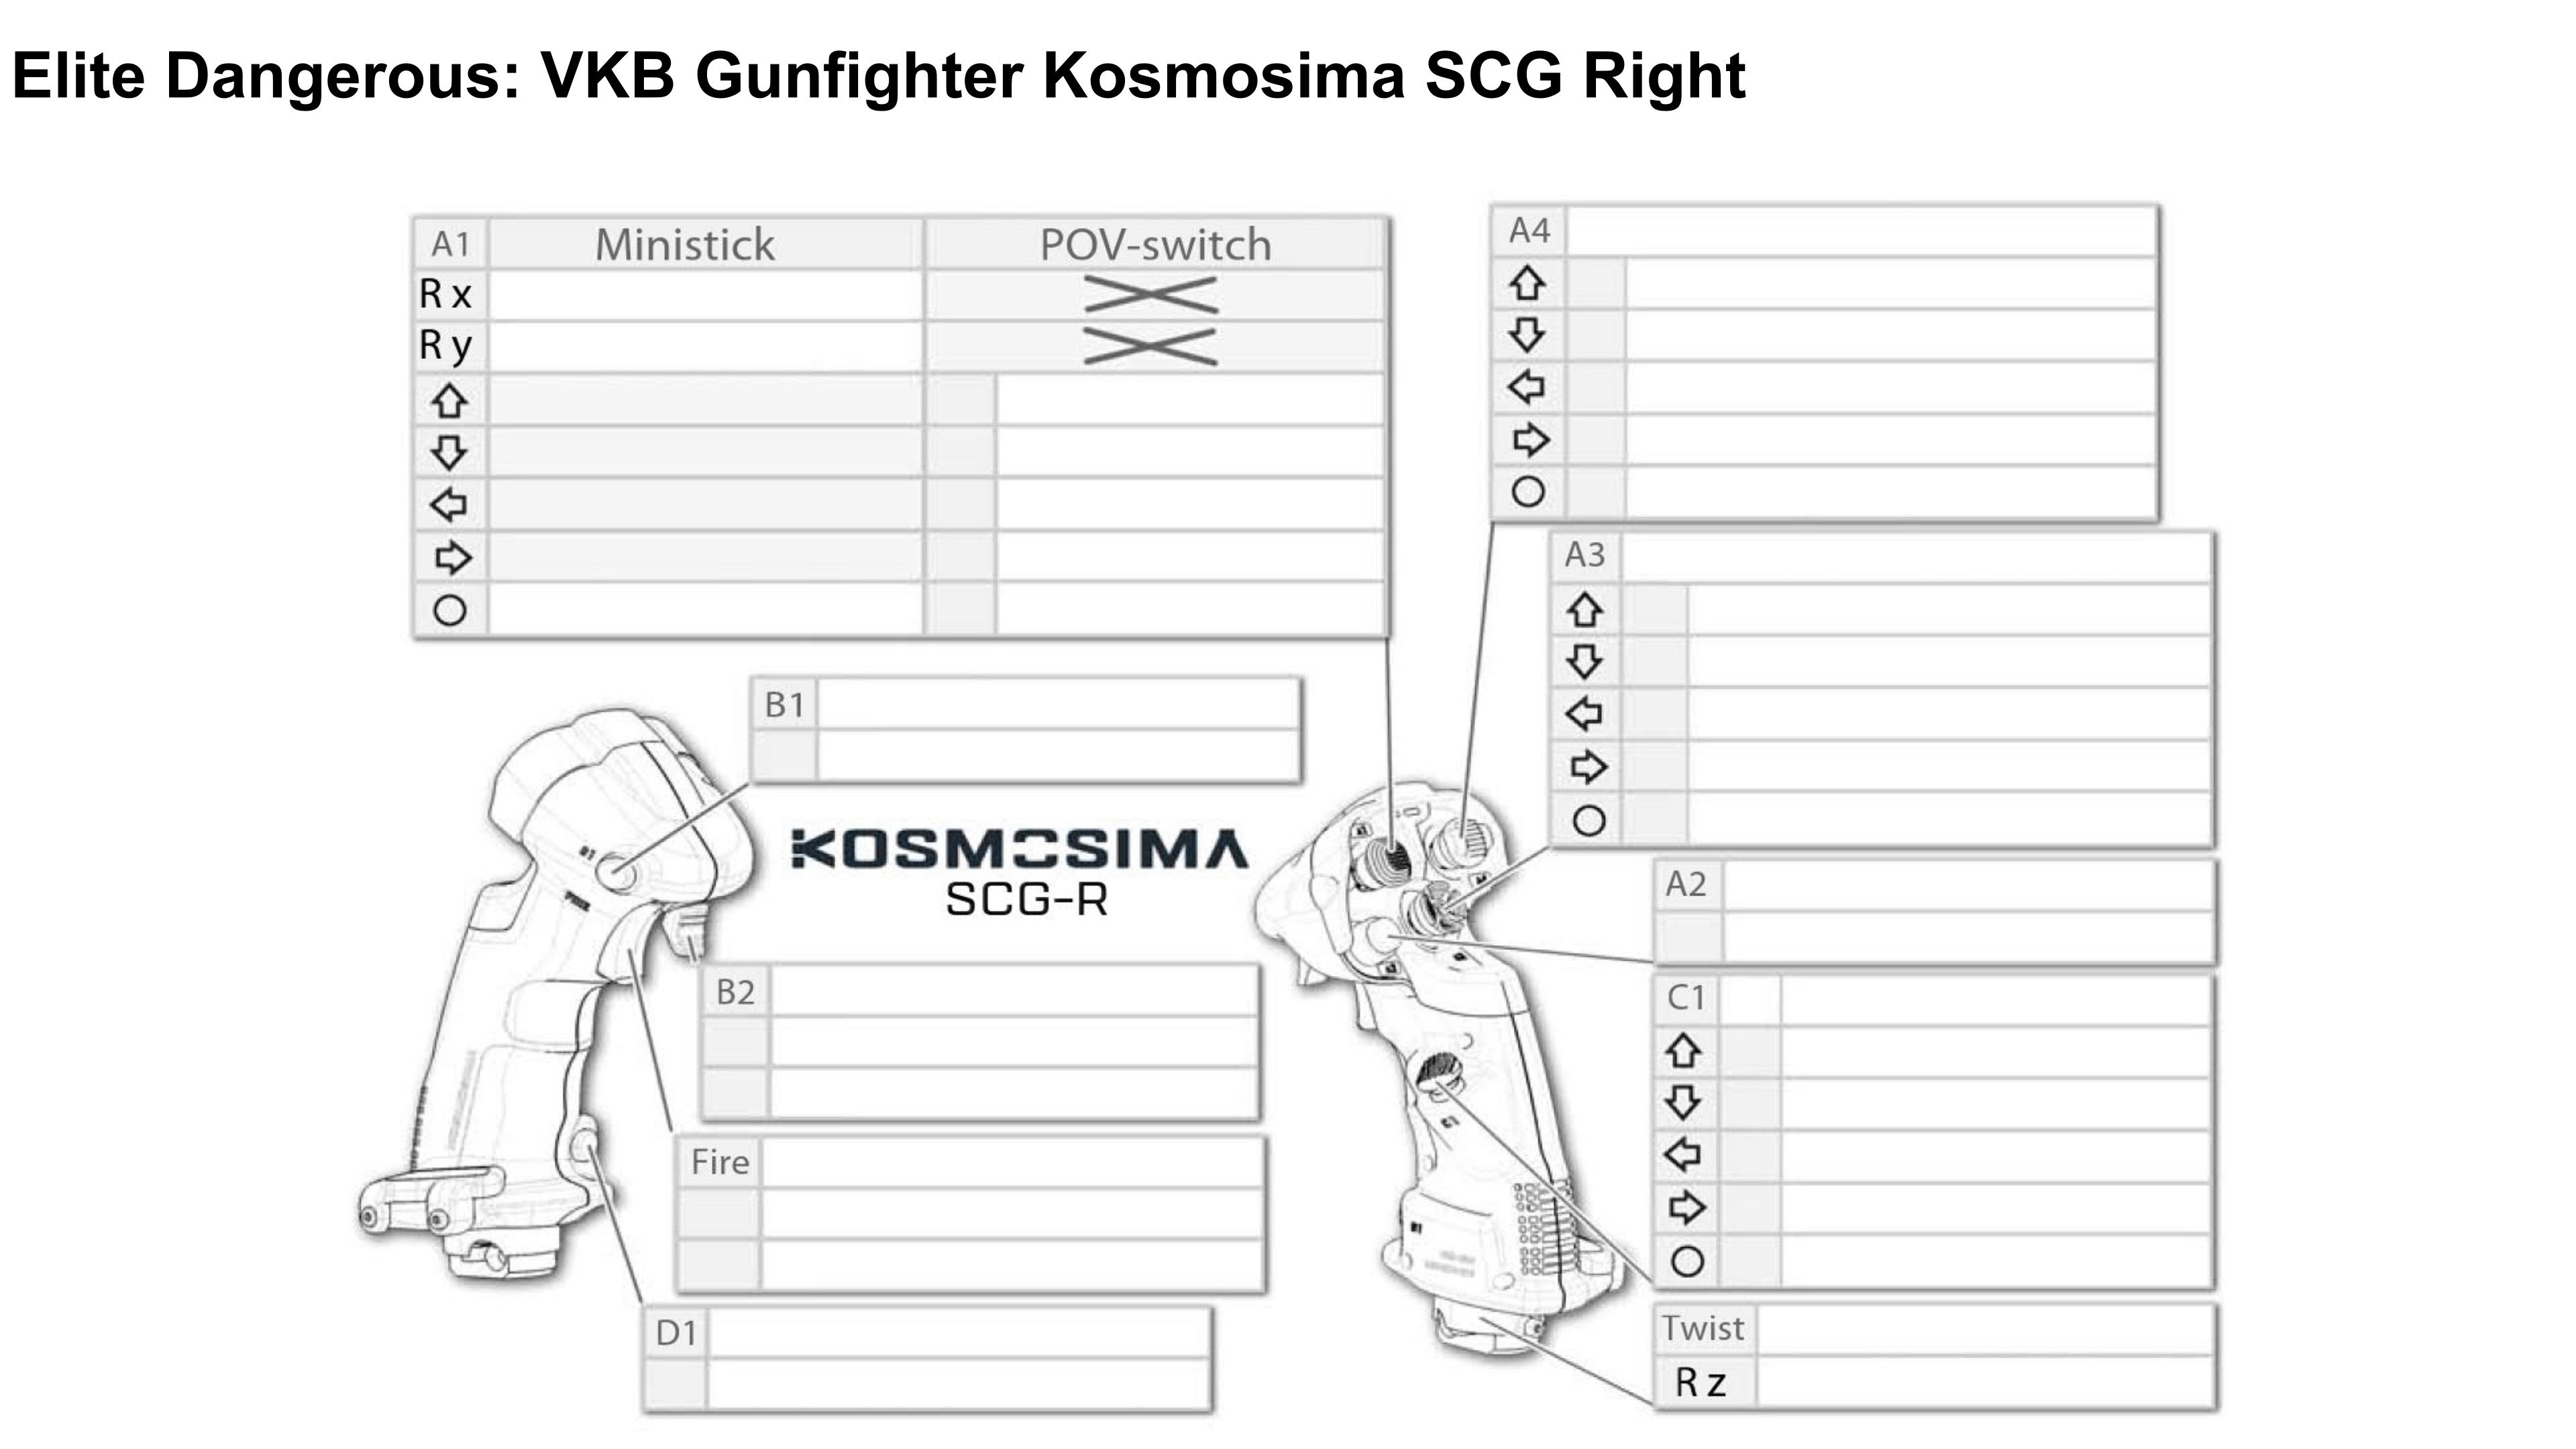 Elite Dangerous: VKB Gunfighter Kosmosima SCG Right
A1 Ministick POV-switch
R x
R y
A4
A3
B1
KOSMOSIMA
SCG-R
A2
B2
C1
Fire
D1
Twist
R z
B1